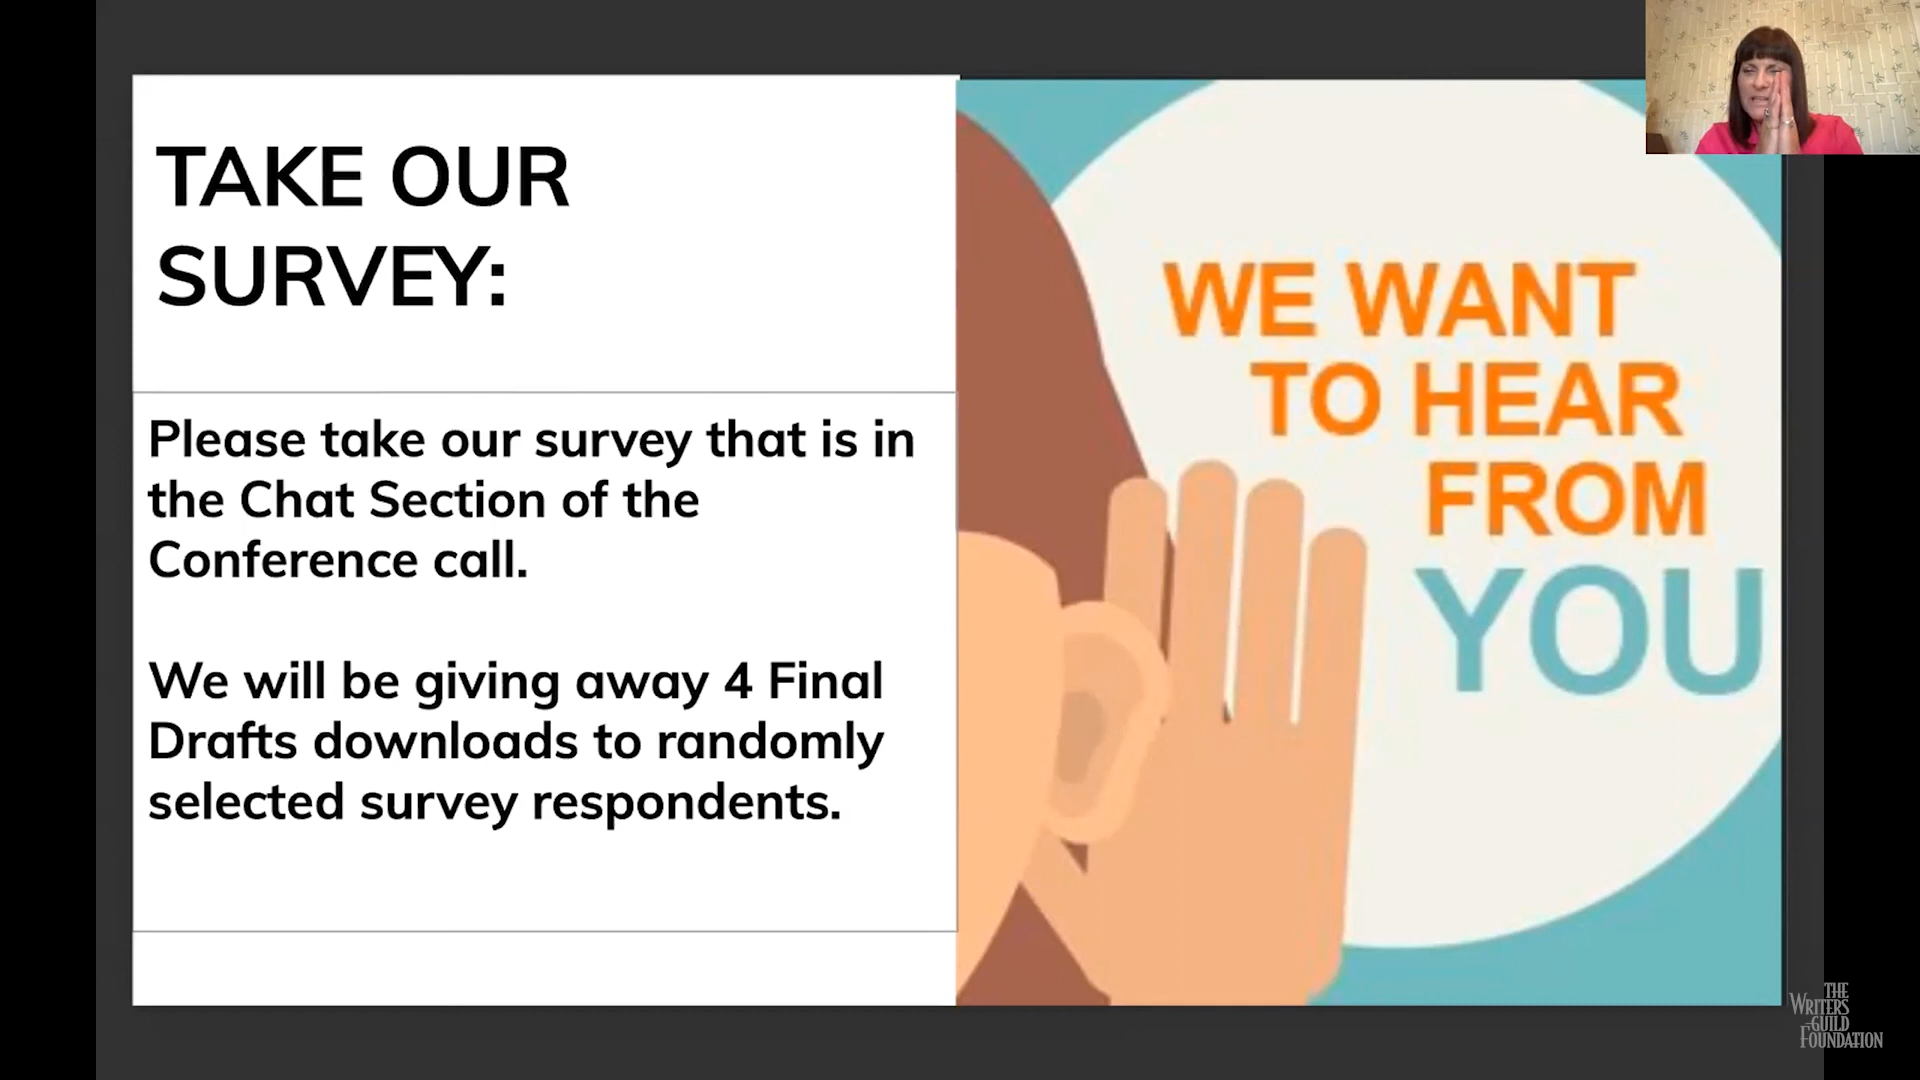 TAKE OUR
SURVEY:
Please take our survey that is in
the Chat Section of the
Conference call.
We will be giving away 4 Final
Drafts downloads to randomly
selected survey respondents.
WE WANT
TO HEAR
FROM
YOU
THE
WRITERS
GUILD
FOUNDATION